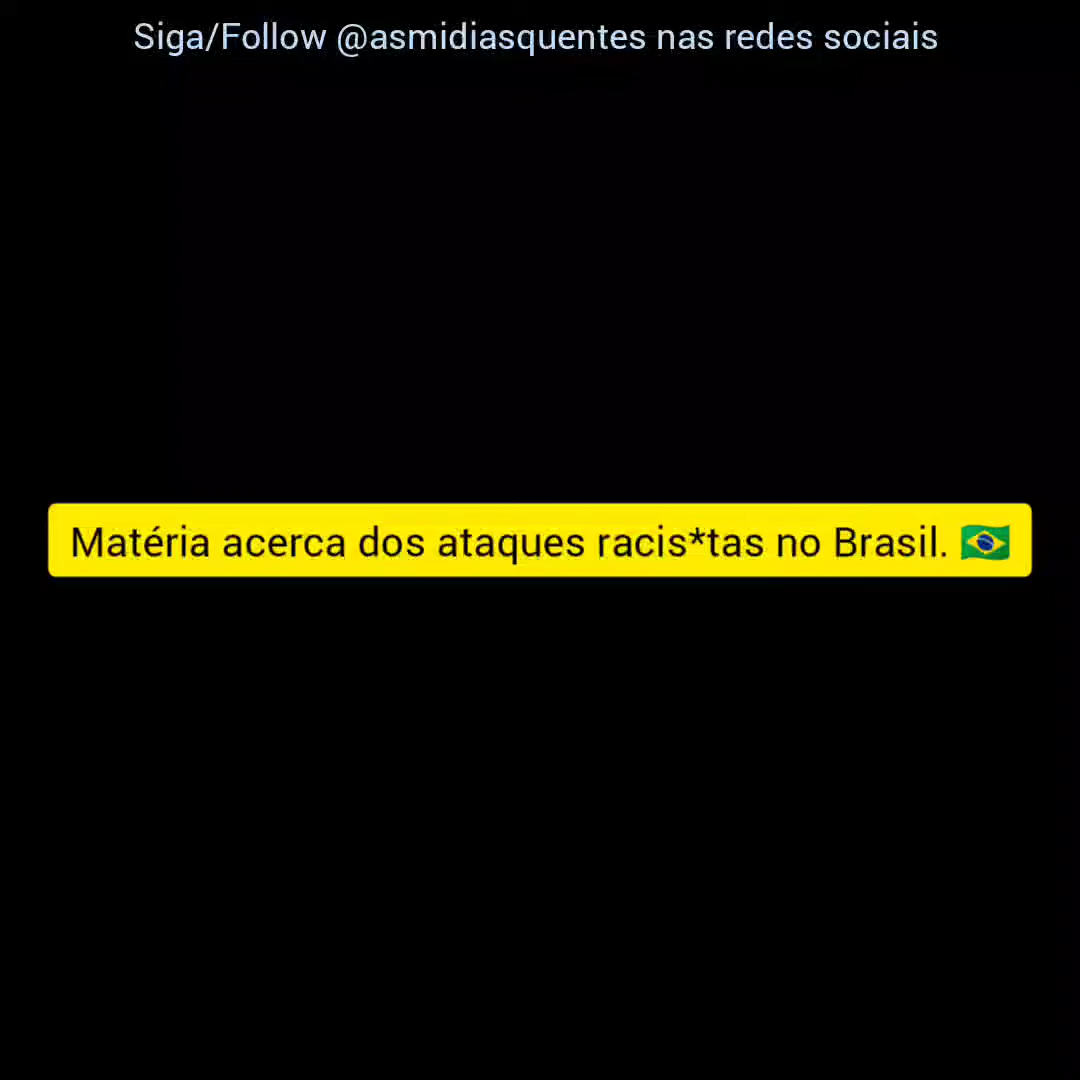 Siga/Follow @asmidiasquentes nas redes sociais
Matéria acerca dos ataques racis*tas no Brasil. 🇧🇷